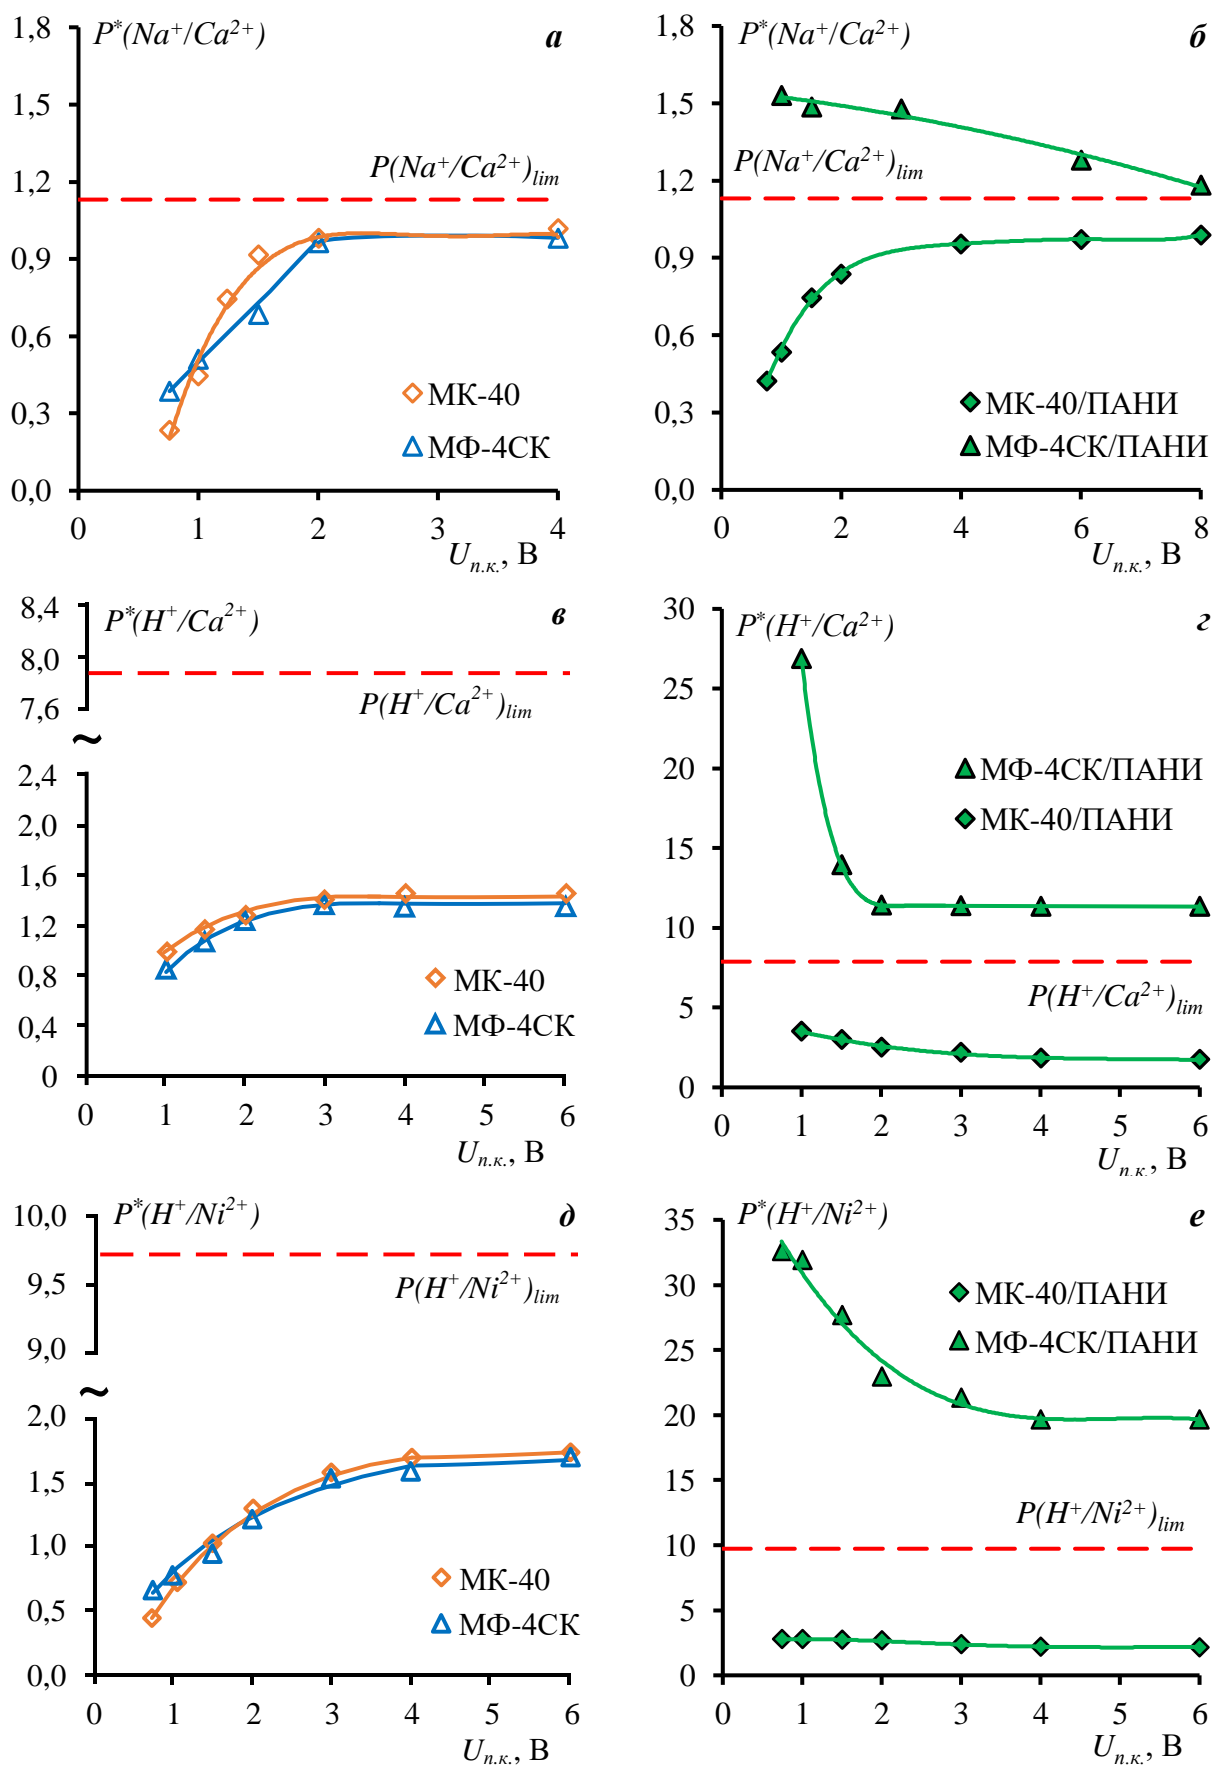 P*(Na+/Ca2+)
а
1,8
1,5
1,2
0,9
0,6
0,3
0,0
P(Na+/Ca2+)lim
МК-40
МФ-4СК
0 1 2 3 4
Uп.к., В
P*(Na+/Ca2+)
б
1,8
1,5
1,2
0,9
0,6
0,3
0,0
P(Na+/Ca2+)lim
МК-40/ПАНИ
МФ-4СК/ПАНИ
0 2 4 6 8
Uп.к., В
P*(H+/Ca2+)
в
8,4
8,0
7,6
~
2,4
2,0
1,6
1,2
0,8
0,4
0
P(H+/Ca2+)lim
МК-40
МФ-4СК
0 1 2 3 4 5 6
Uп.к., В
P*(H+/Ca2+)
г
30
25
20
15
10
5
0
МФ-4СК/ПАНИ
МК-40/ПАНИ
P(H+/Ca2+)lim
0 1 2 3 4 5 6
Uп.к., В
P*(H+/Ni2+)
д
10,0
9,5
9,0
~
2,0
1,5
1,0
0,5
0,0
P(H+/Ni2+)lim
МК-40
МФ-4СК
0 1 2 3 4 5 6
Uп.к., В
P*(H+/Ni2+)
е
35
30
25
20
15
10
5
0
МК-40/ПАНИ
МФ-4СК/ПАНИ
P(H+/Ni2+)lim
0 1 2 3 4 5 6
Uп.к., В